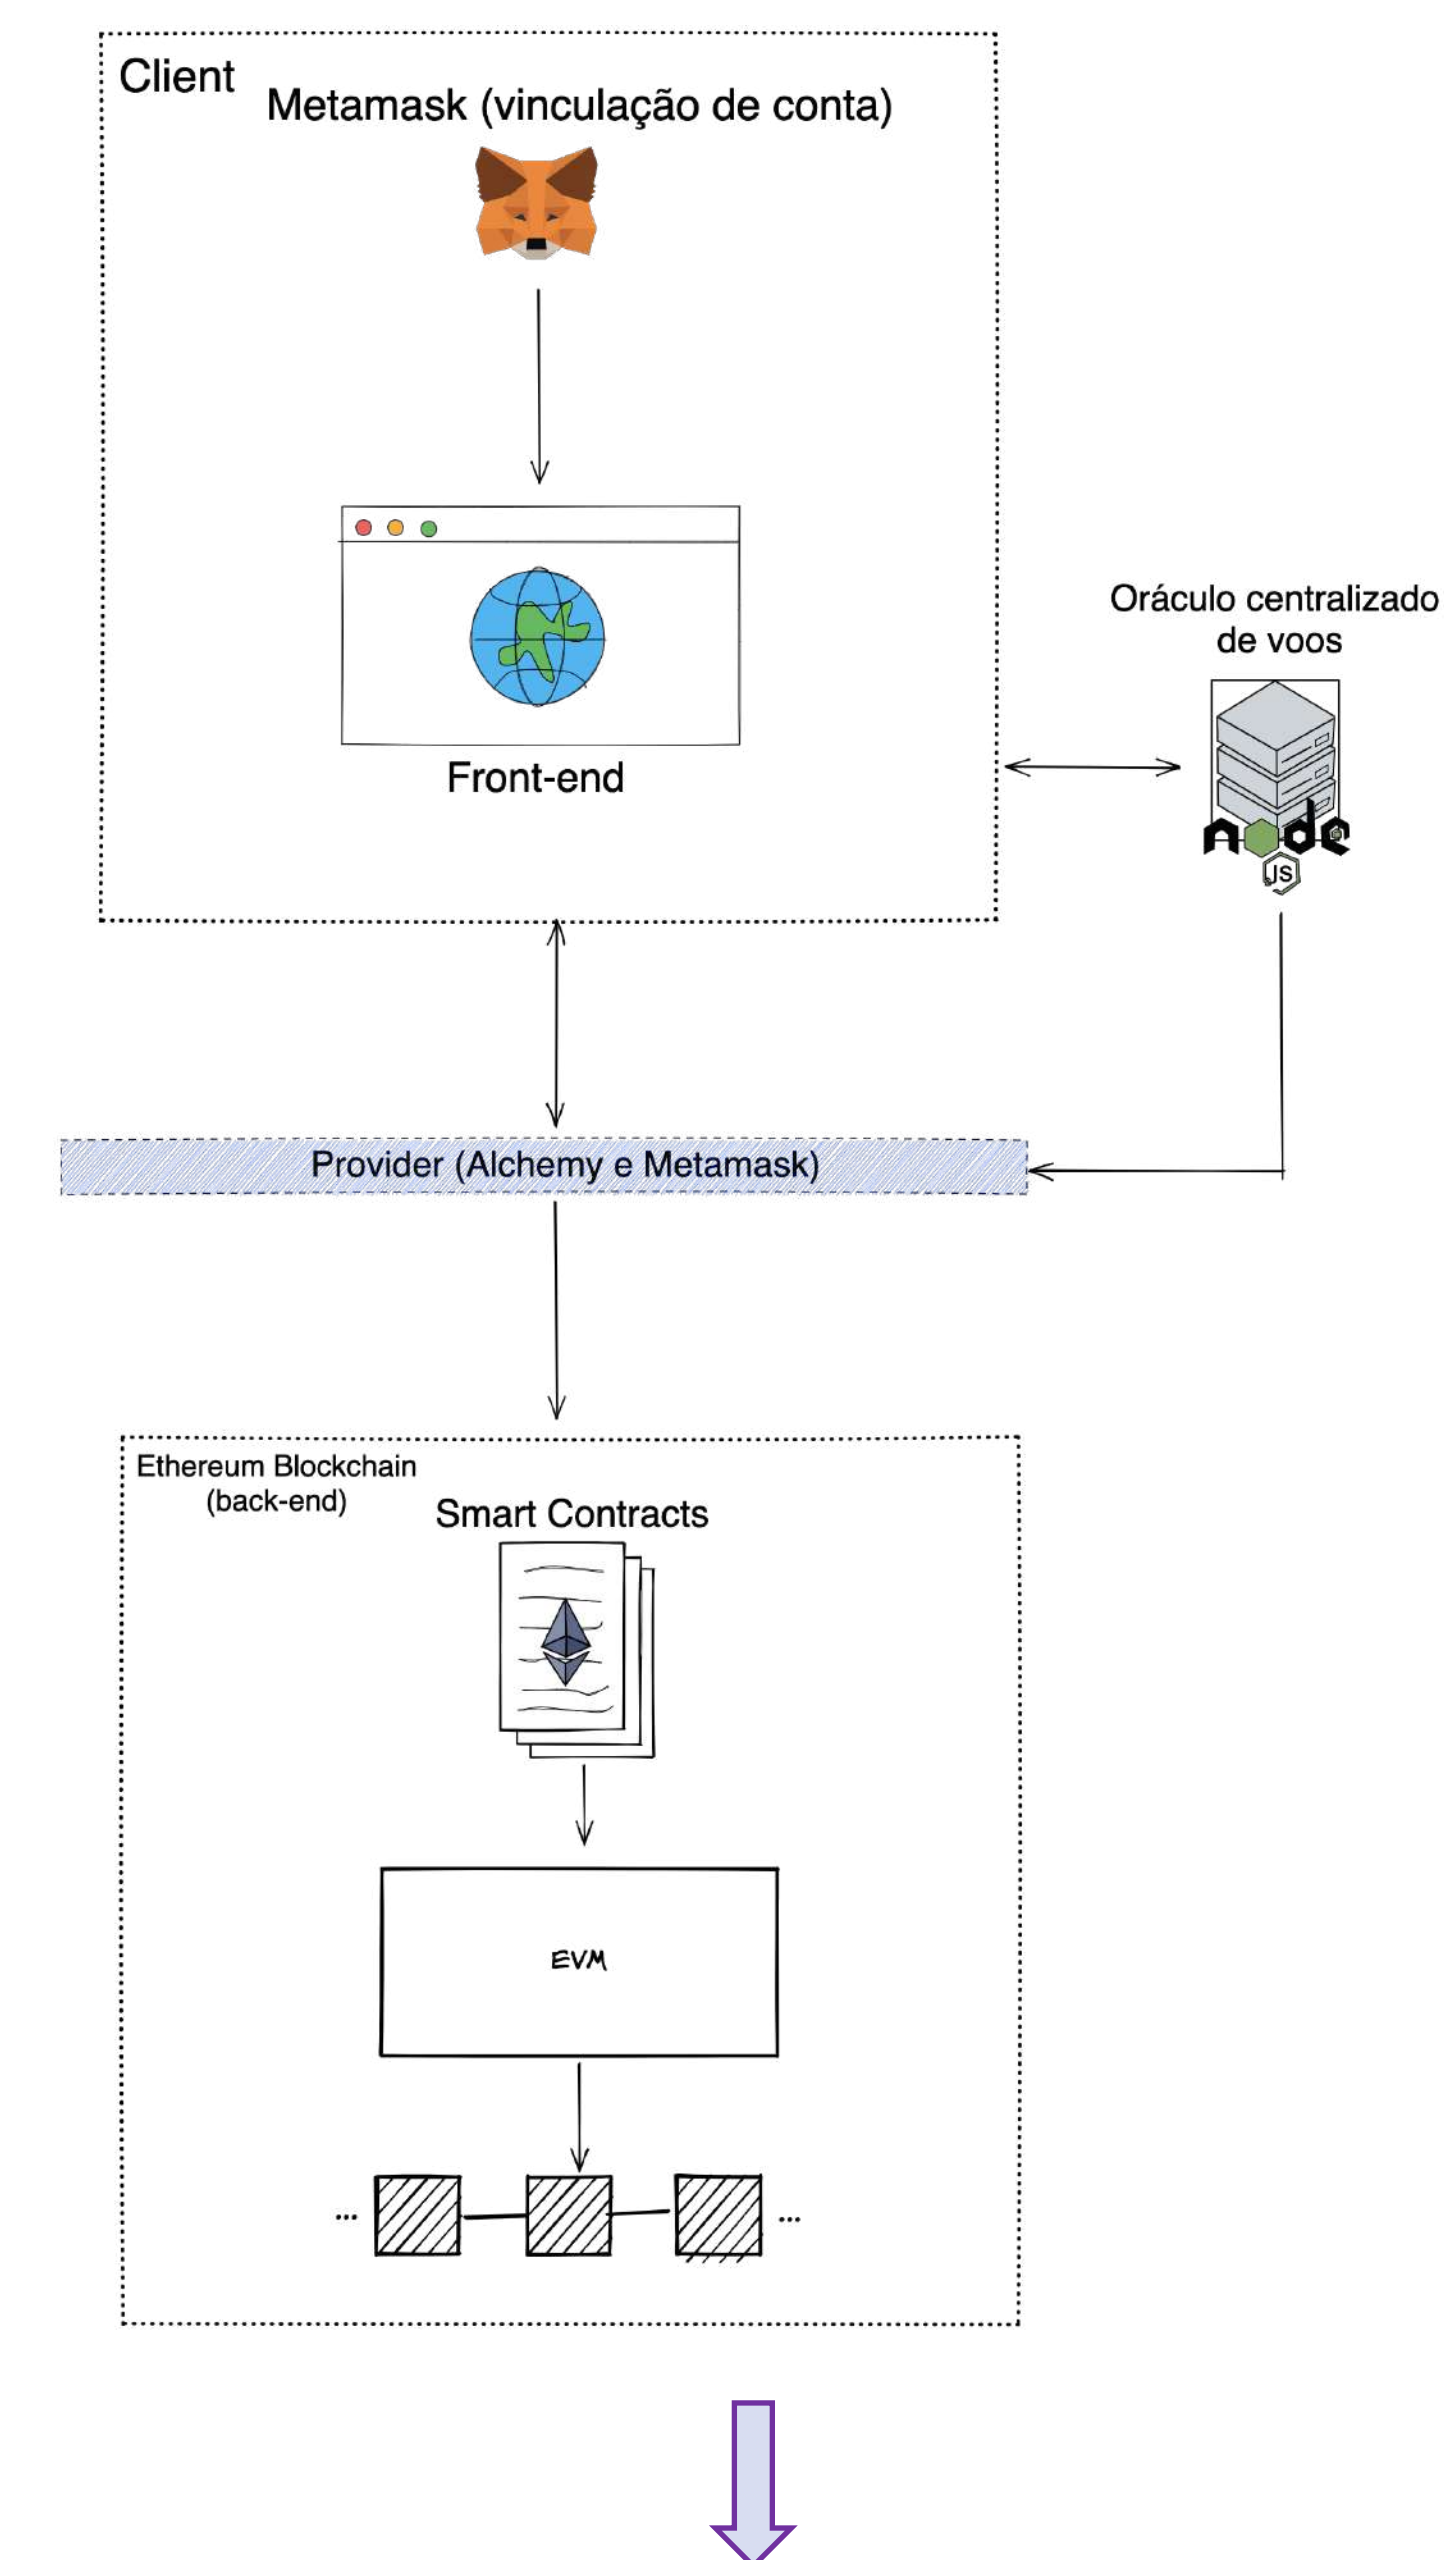 Client
Metamask (vinculação de conta)
Front-end
Oráculo centralizado
de voos
node
JS
Provider (Alchemy e Metamask)
Ethereum Blockchain
(back-end)
Smart Contracts
EVM
...
...